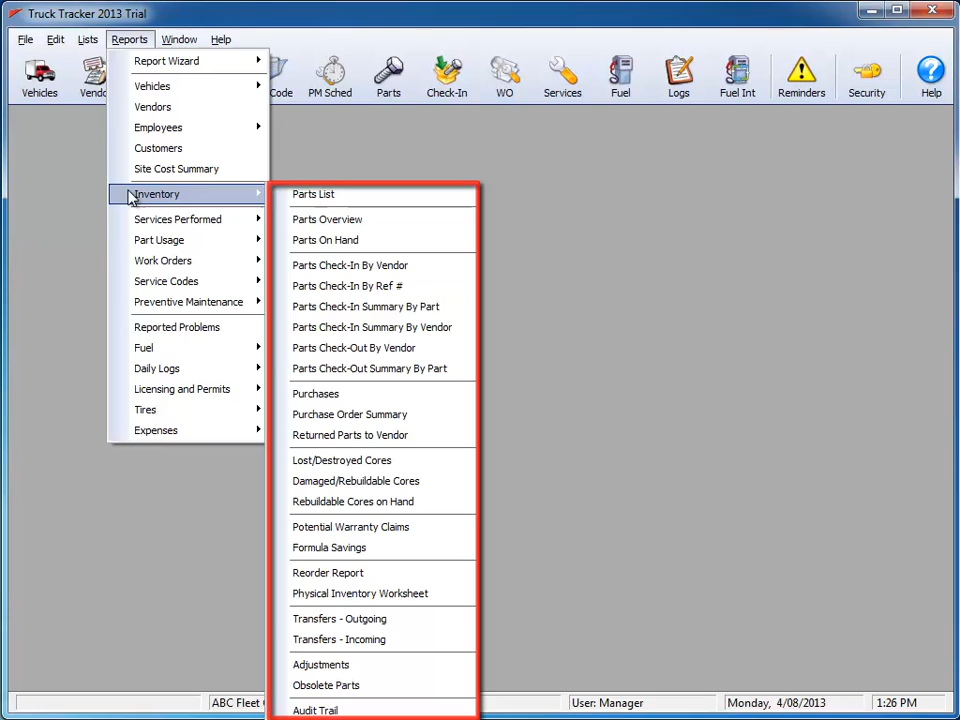 Truck Tracker 2013 Trial
File Edit Lists Reports Window Help
Vehicles
Code
PM Sched
Parts
Check-In
WO
Services
Fuel
Logs
Fuel Int
Reminders
Security
Help
Report Wizard
Vehicles
Vendors
Employees
Customers
Site Cost Summary
Inventory
Services Performed
Part Usage
Work Orders
Service Codes
Preventive Maintenance
Reported Problems
Fuel
Daily Logs
Licensing and Permits
Tires
Expenses
Parts List
Parts Overview
Parts On Hand
Parts Check-In By Vendor
Parts Check-In By Ref #
Parts Check-In Summary By Part
Parts Check-In Summary By Vendor
Parts Check-Out By Vendor
Parts Check-Out Summary By Part
Purchases
Purchase Order Summary
Returned Parts to Vendor
Lost/Destroyed Cores
Damaged/Rebuildable Cores
Rebuildable Cores on Hand
Potential Warranty Claims
Formula Savings
Reorder Report
Physical Inventory Worksheet
Transfers - Outgoing
Transfers - Incoming
Adjustments
Obsolete Parts
Audit Trail
ABC Fleet
User: Manager
Monday, 4/08/2013
1:26 PM